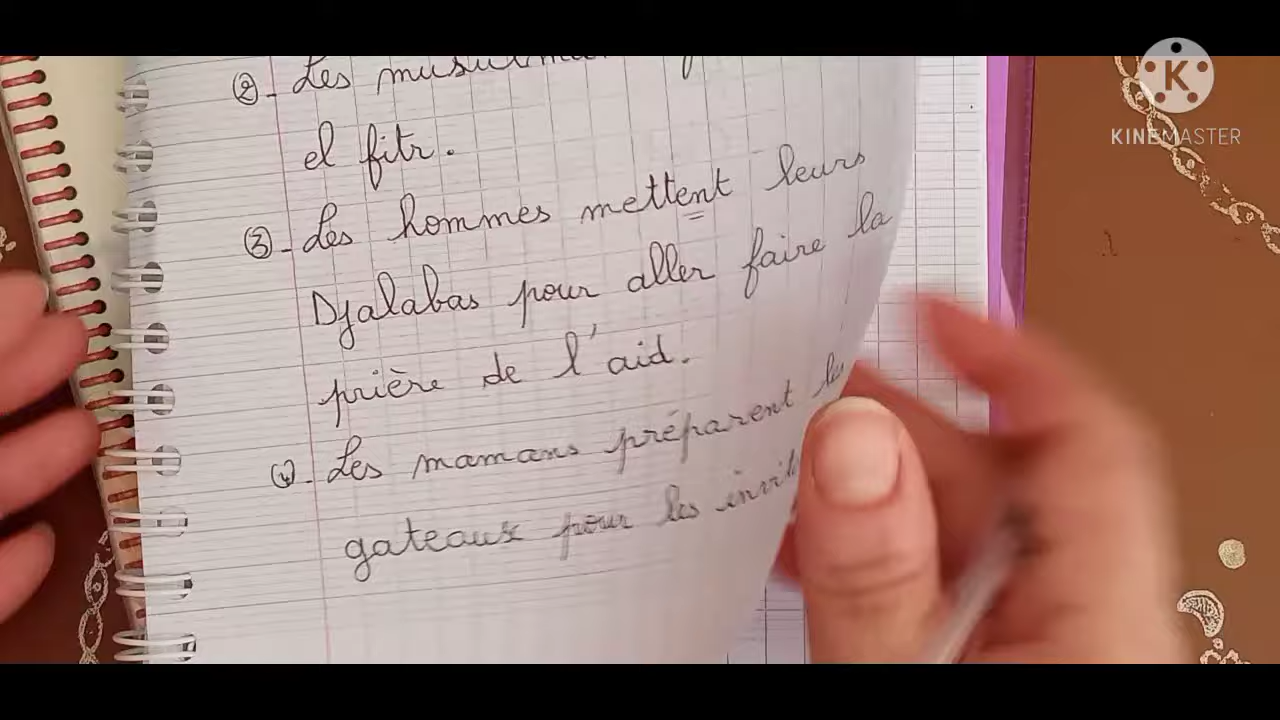 ②- Les
el fitr.
③- Les hommes mettent leurs
Djalabas pour aller faire la
prière de l'aid.
④- Les mamans préparent les
gateaux pour les
KINEMASTER